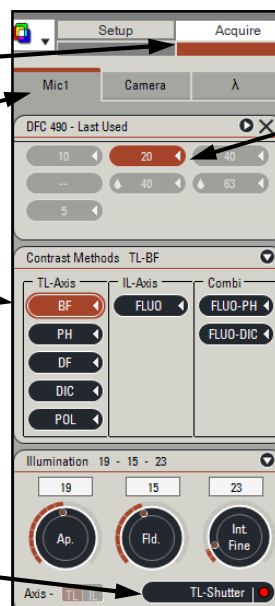 Setup Acquire
Mic1 Camera λ
DFC 490 - Last Used
10 20 40
-- 40 63
5
Contrast Methods TL-BF
TL-Axis IL-Axis Combi
BF FLUO FLUO-PH
PH FLUO-DIC
DF
DIC
POL
Illumination 19 - 15 - 23
19 15 23
Ap. Fld. Int. Fine
Axis - TL IL TL-Shutter